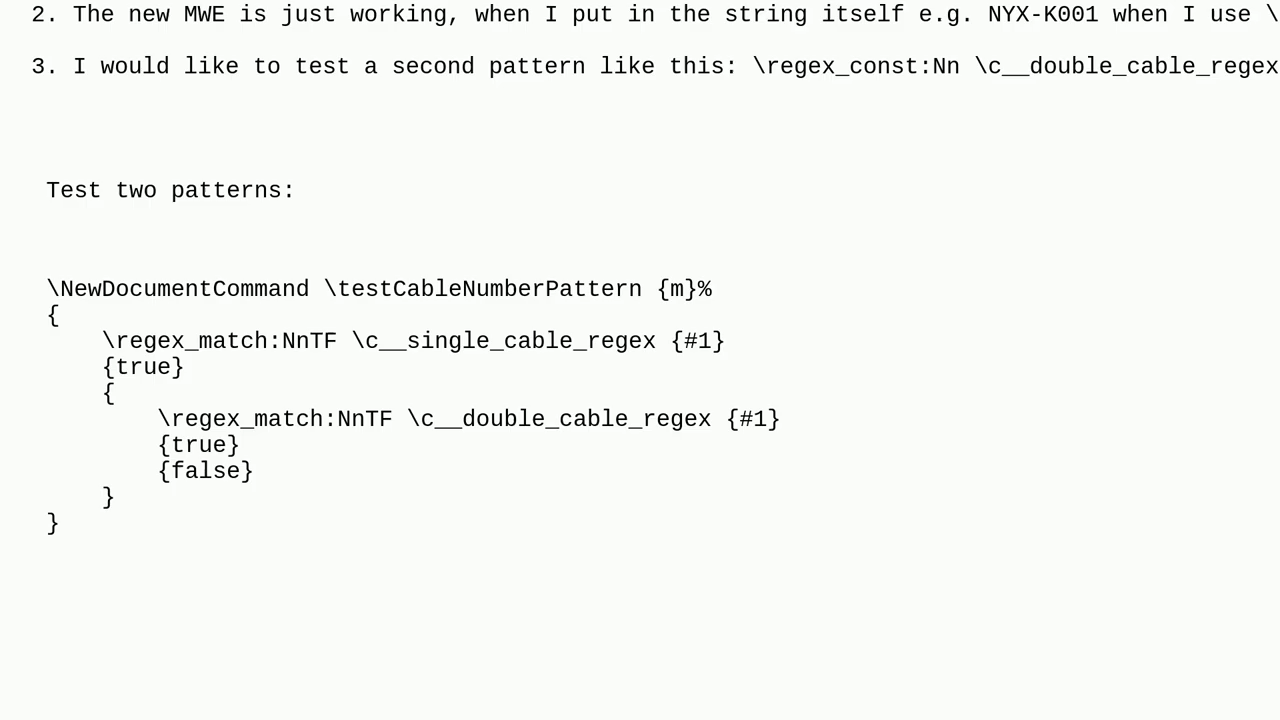 2. The new MWE is just working, when I put in the string itself e.g. NYX-K001 when I use \
3. I would like to test a second pattern like this: \regex_const:Nn \c__double_cable_regex
Test two patterns:
\NewDocumentCommand \testCableNumberPattern {m}%
{
    \regex_match:NnTF \c__single_cable_regex {#1}
    {true}
    {
        \regex_match:NnTF \c__double_cable_regex {#1}
        {true}
        {false}
    }
}